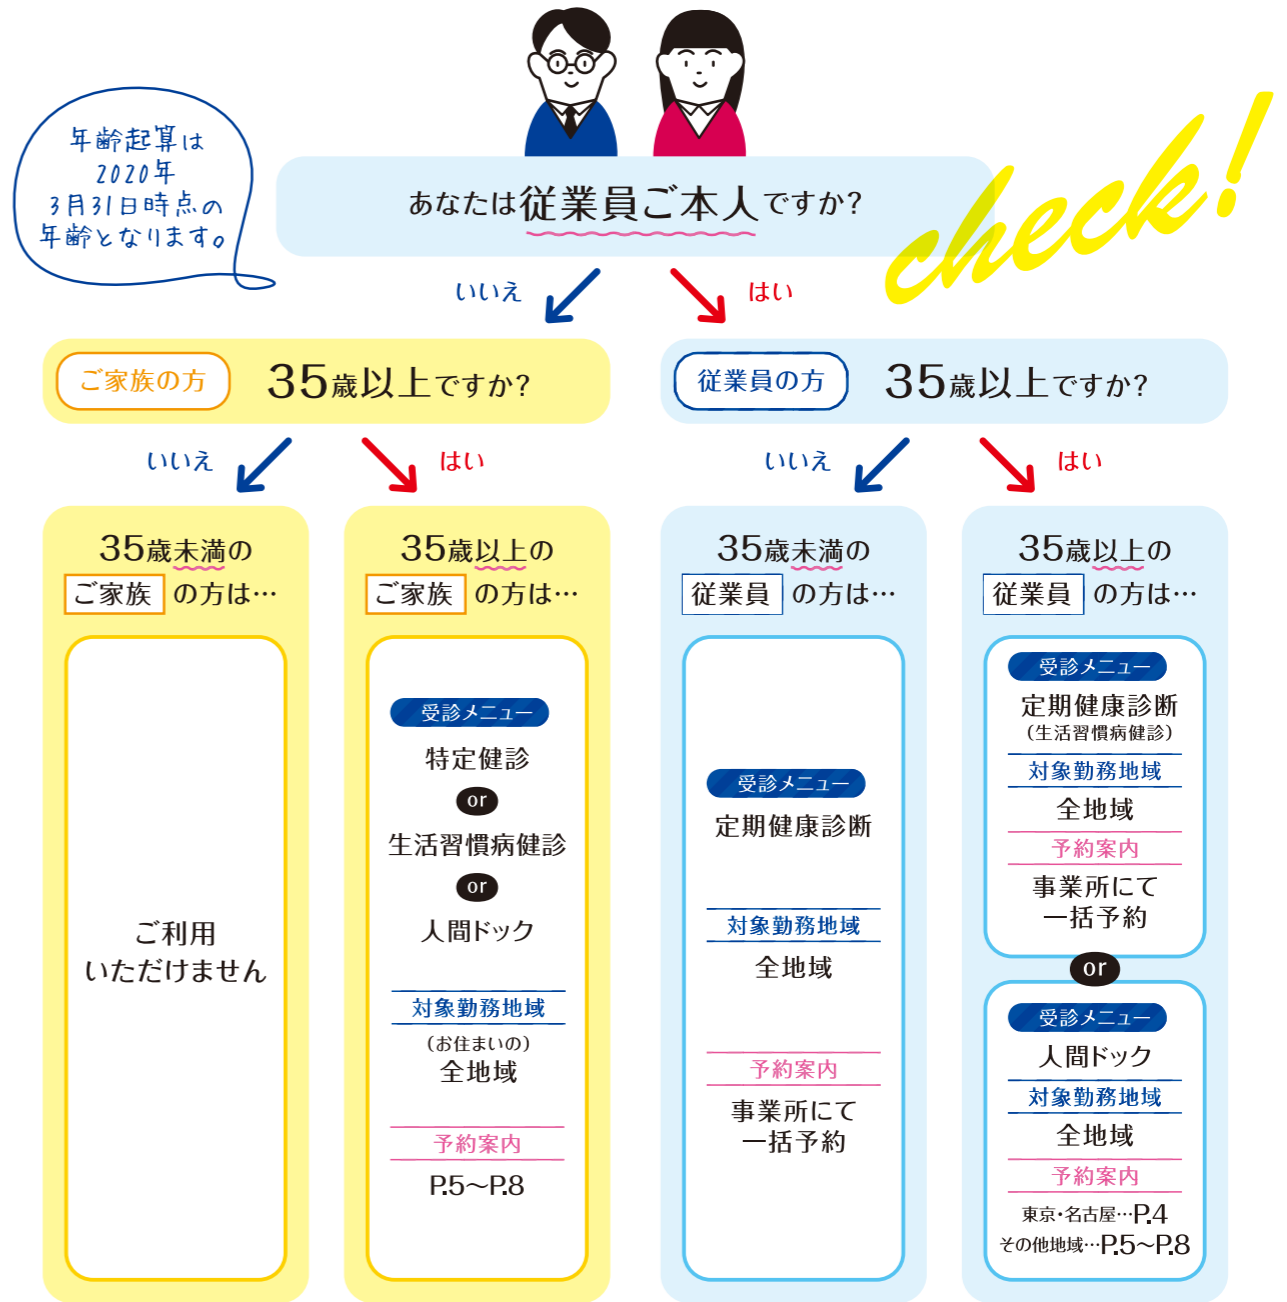 年齢起算は
2020年
3月31日時点の
年齢となります。
あなたは従業員ご本人ですか?
check!
いいえ
はい
ご家族の方
35歳以上ですか?
いいえ
はい
35歳未満の
ご家族 の方は…
ご利用
いただけません
35歳以上の
ご家族 の方は…
受診メニュー
特定健診
or
生活習慣病健診
or
人間ドック
対象勤務地域
(お住まいの)
全地域
予約案内
P.5～P.8
従業員の方
35歳以上ですか?
いいえ
はい
35歳未満の
従業員 の方は…
受診メニュー
定期健康診断
対象勤務地域
全地域
予約案内
事業所にて
一括予約
35歳以上の
従業員 の方は…
受診メニュー
定期健康診断
(生活習慣病健診)
対象勤務地域
全地域
予約案内
事業所にて
一括予約
or
受診メニュー
人間ドック
対象勤務地域
全地域
予約案内
東京・名古屋…P.4
その他地域…P.5～P.8